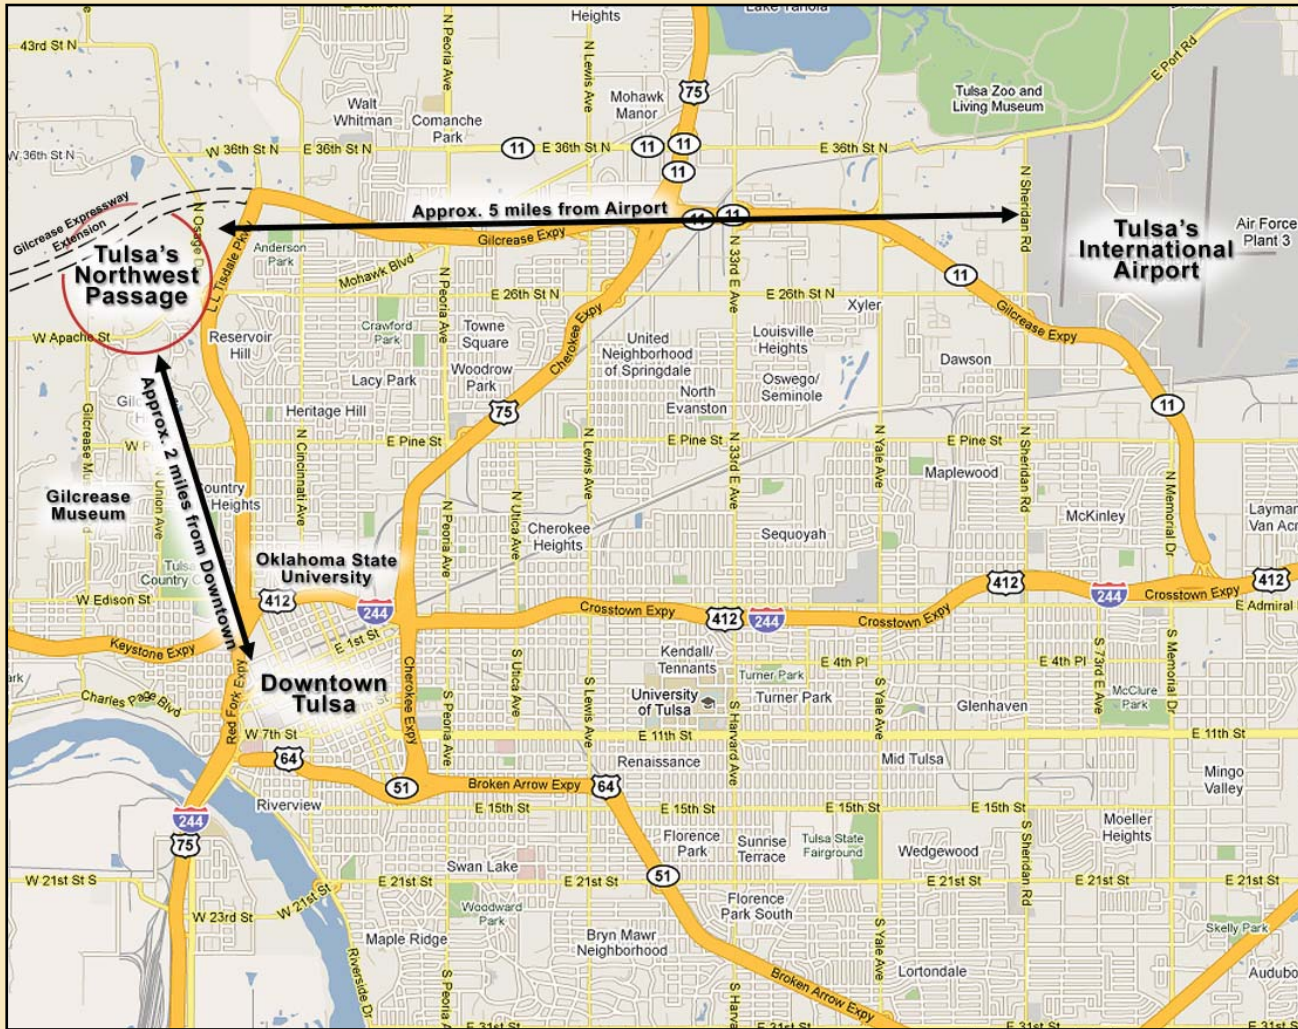 Heights
Lake Yahola
E Port Rd
43rd St N
N Peoria Ave
N Lewis Ave
75
Tulsa Zoo and
Living Museum
Walt
Whitman
Comanche
Park
Mohawk
Manor
W 36th St N
W 36th St N
E 36th St N
11
E 36th St N
11
11
E 36th St N
11
N Sheridan Rd
Gilcrease Expressway
Extension
Approx. 5 miles from Airport
11
11
Tulsa's
International
Airport
Air Force
Plant 3
Tulsa's
Northwest
Passage
L L Tisdale Pkwy
Anderson
Park
Gilcrease Expy
Mohawk Blvd
N Peoria Ave
N 33rd E Ave
11
E 26th St N
E 26th St N
Xyler
Gilcrease Expy
W Apache St
Reservoir
Hill
Crawford
Park
Towne
Square
Cherokee Expy
United
Neighborhood
of Springdale
Louisville
Heights
Dawson
Woodrow
Park
Lacy Park
North
Evanston
Oswego/
Seminole
Approx. 2 miles from Downtown
Heritage Hill
75
11
N Cincinnati Ave
E Pine St
N Lewis Ave
E Pine St
N 33rd E Ave
N Yale Ave
E Pine St
N Sheridan Rd
Maplewood
N Memorial Dr
Gilcrease
Museum
N Union Ave
Country
Heights
N Peoria Ave
N Utica Ave
Cherokee
Heights
Sequoyah
McKinley
Oklahoma State
University
W Edison St
412
244
Crosstown Expy
412
244
Crosstown Expy
412
244
Crosstown Expy
412
Keystone Expy
E 1st St
Kendall/
Tennants
E 4th Pl
E 4th Pl
S 73rd E Ave
S Memorial Dr
Charles Page Blvd
Red Fork Expy
Downtown
Tulsa
Cherokee Expy
S Peoria Ave
S Utica Ave
S Lewis Ave
University
of Tulsa
Turner Park
Turner Park
S Harvard Ave
S Yale Ave
Glenhaven
McClure
Park
W 7th St
E 11th St
E 11th St
E 11th St
64
51
Broken Arrow Expy
64
Renaissance
Mid Tulsa
Mingo
Valley
Riverview
E 15th St
E 15th St
E 15th St
244
75
Florence
Park
Sunrise
Terrace
Tulsa State
Fairground
Wedgewood
Moeller
Heights
S Sheridan Rd
Swan Lake
51
W 21st St S
W 21st St
E 21st St
E 21st St
E 21st St
E 21st St
E 21st St
W 23rd St
Woodward
Park
Florence
Park South
Skelly Park
Maple Ridge
Riverside Dr
Bryn Mawr
Neighborhood
S Yale Ave
Lortondale
Broken Arrow Expy